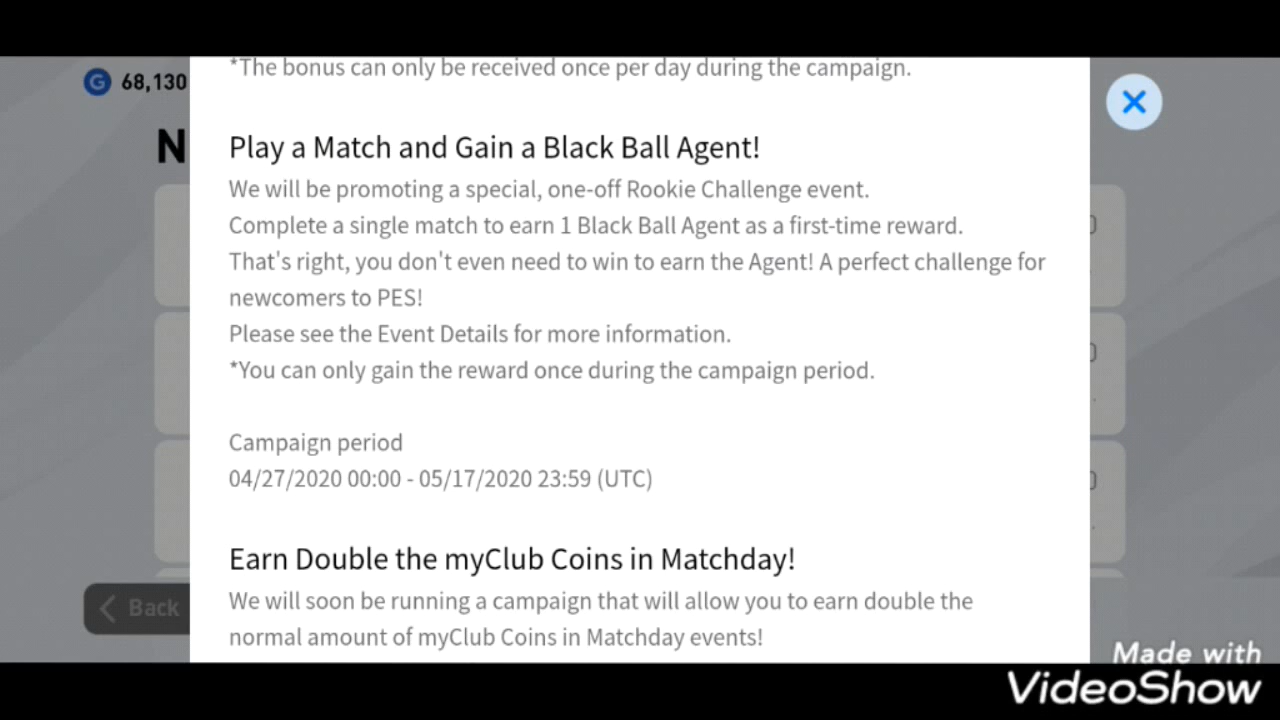 *The bonus can only be received once per day during the campaign.
G 68,130
N
Play a Match and Gain a Black Ball Agent!
We will be promoting a special, one-off Rookie Challenge event.
Complete a single match to earn 1 Black Ball Agent as a first-time reward.
That's right, you don't even need to win to earn the Agent! A perfect challenge for
newcomers to PES!
Please see the Event Details for more information.
*You can only gain the reward once during the campaign period.
Campaign period
04/27/2020 00:00 - 05/17/2020 23:59 (UTC)
Earn Double the myClub Coins in Matchday!
We will soon be running a campaign that will allow you to earn double the
normal amount of myClub Coins in Matchday events!
Back
Made with
VideoShow